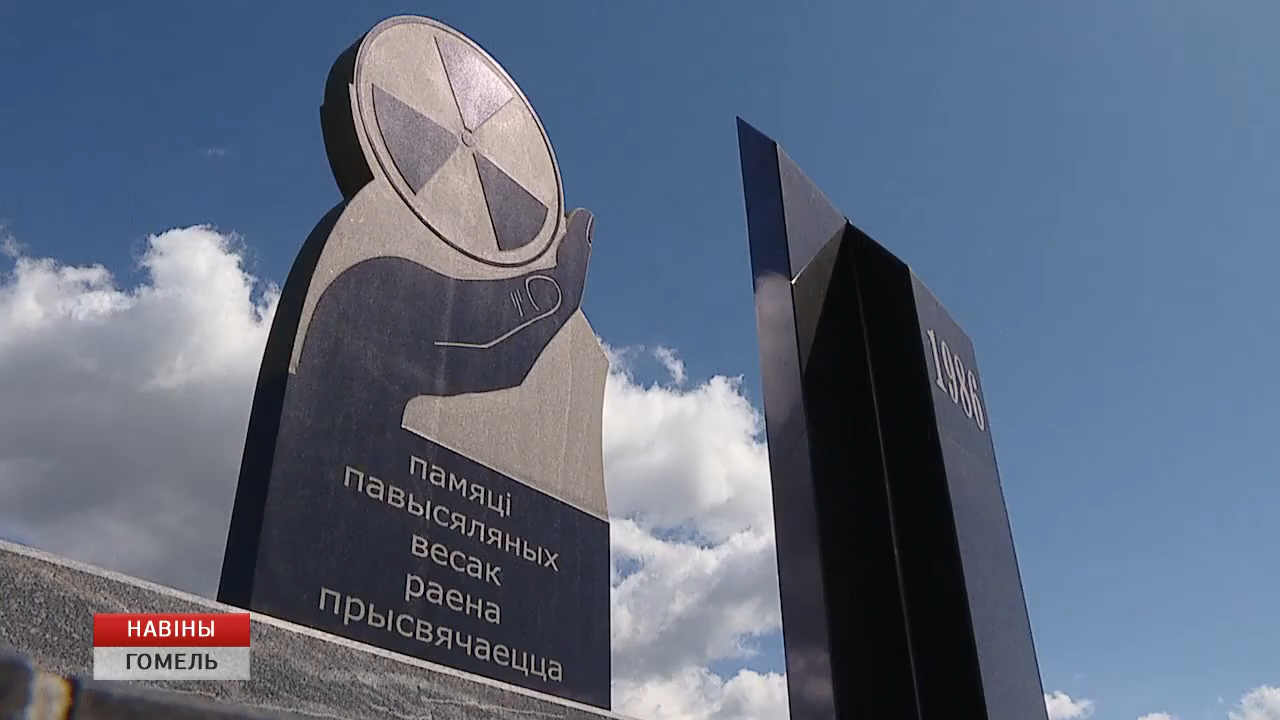 памяці
павысяляных
весак
раена
прысвячаецца
1986
НАВІНЫ
ГОМЕЛЬ